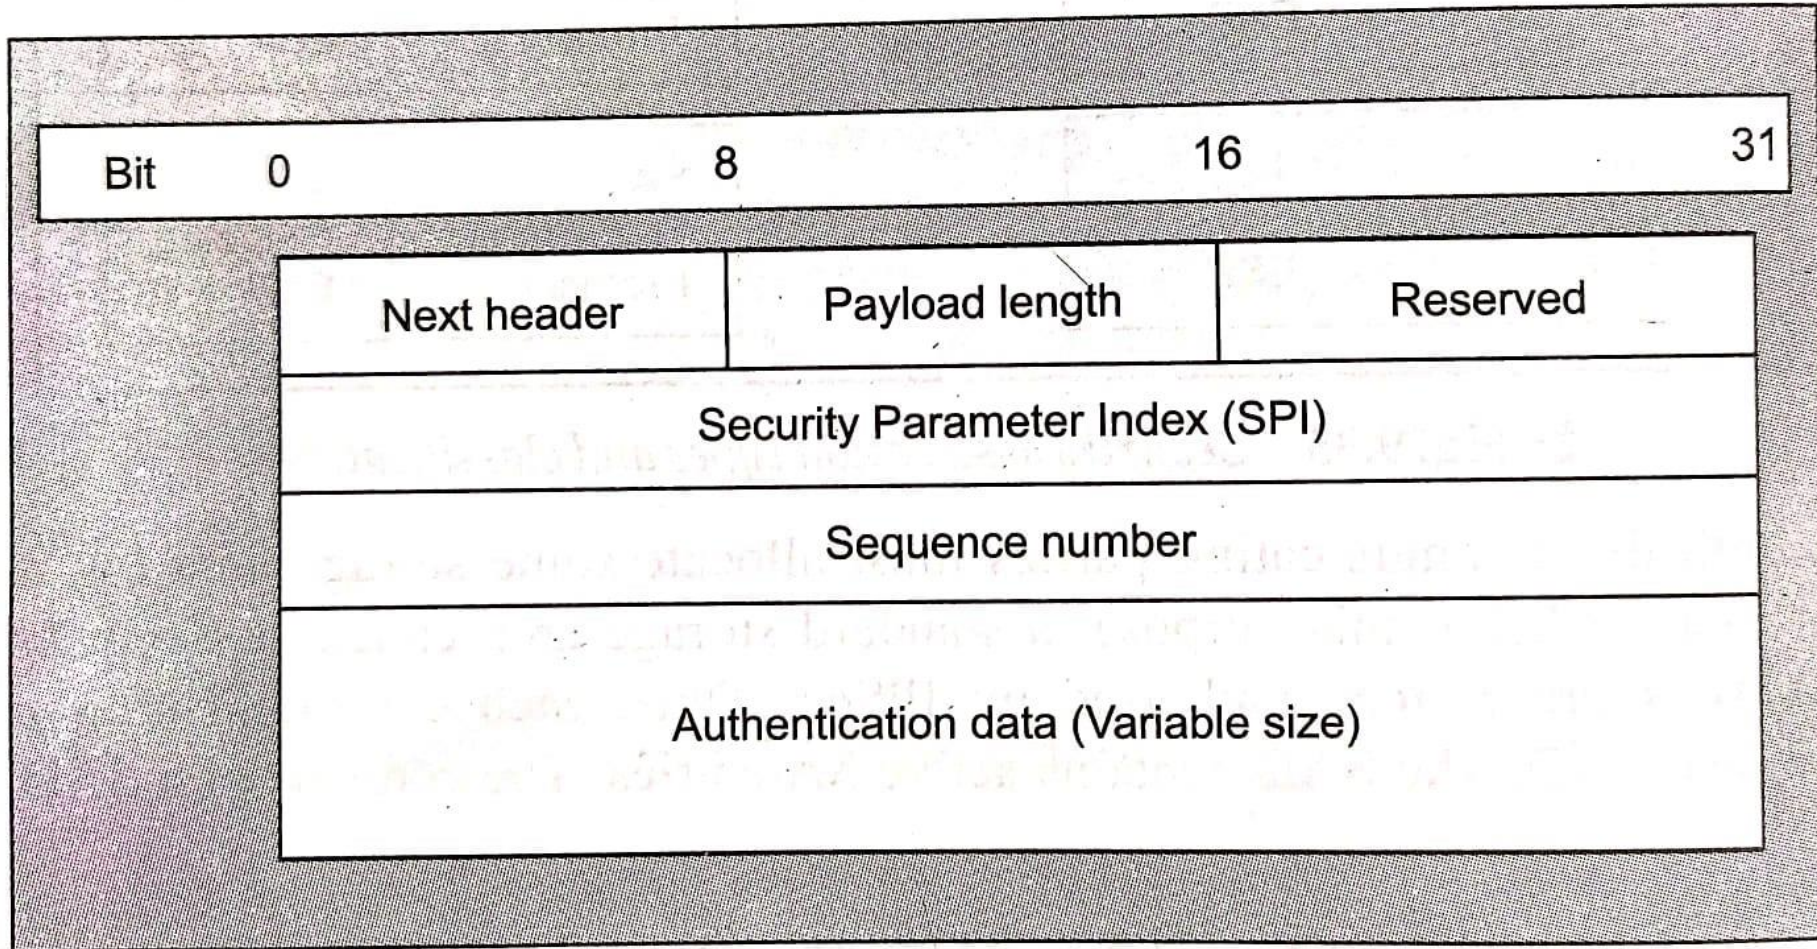 Bit 0 8 16 31
Next header Payload length Reserved
Security Parameter Index (SPI)
Sequence number
Authentication data (Variable size)